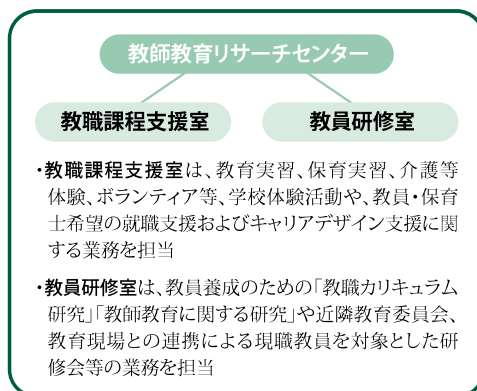 教師教育リサーチセンター
教職課程支援室
教員研修室
・教職課程支援室は、教育実習、保育実習、介護等
体験、ボランティア等、学校体験活動や、教員・保育
士希望の就職支援およびキャリアデザイン支援に関
する業務を担当
・教員研修室は、教員養成のための「教職カリキュラム
研究」「教師教育に関する研究」や近隣教育委員会、
教育現場との連携による現職教員を対象とした研
修会等の業務を担当